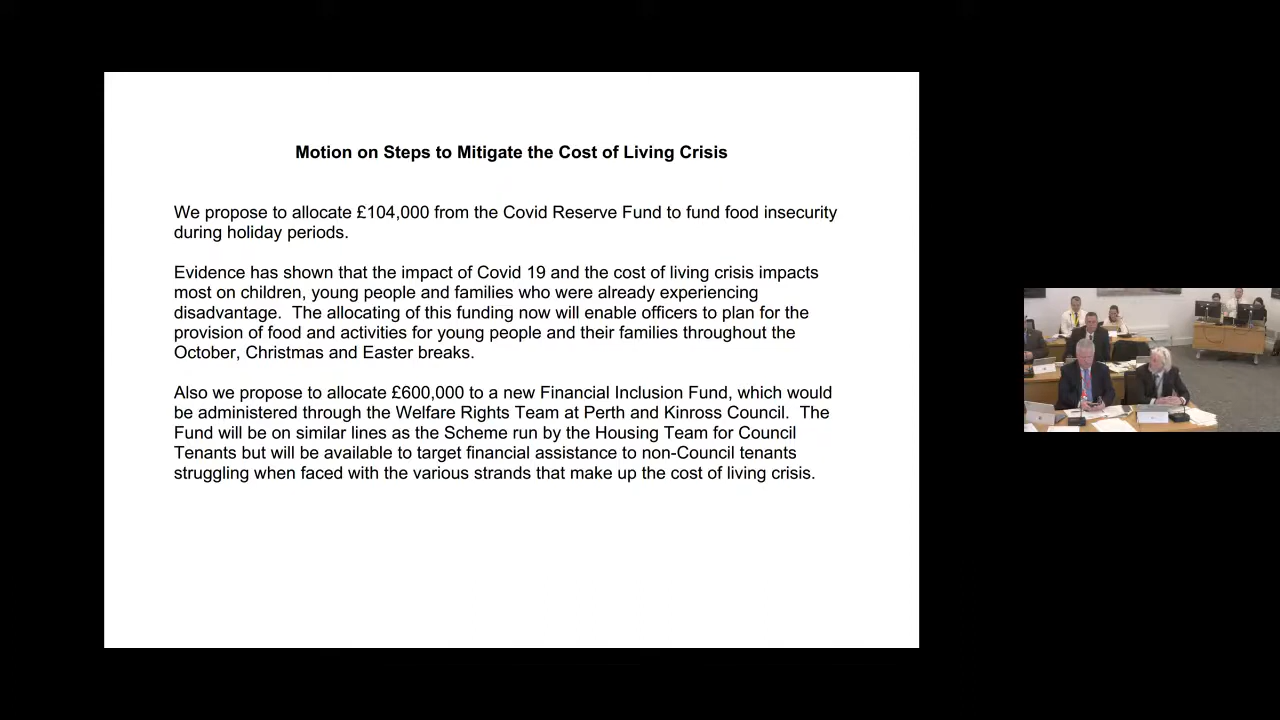 Motion on Steps to Mitigate the Cost of Living Crisis
We propose to allocate £104,000 from the Covid Reserve Fund to fund food insecurity
during holiday periods.
Evidence has shown that the impact of Covid 19 and the cost of living crisis impacts
most on children, young people and families who were already experiencing
disadvantage.  The allocating of this funding now will enable officers to plan for the
provision of food and activities for young people and their families throughout the
October, Christmas and Easter breaks.
Also we propose to allocate £600,000 to a new Financial Inclusion Fund, which would
be administered through the Welfare Rights Team at Perth and Kinross Council.  The
Fund will be on similar lines as the Scheme run by the Housing Team for Council
Tenants but will be available to target financial assistance to non-Council tenants
struggling when faced with the various strands that make up the cost of living crisis.